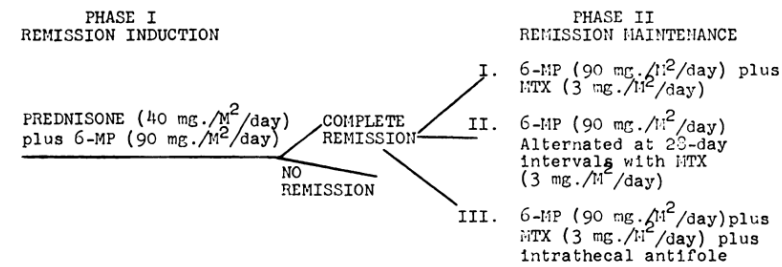 PHASE I
REMISSION INDUCTION
PREDNISONE (40 mg./M²/day)
plus 6-MP (90 mg./M²/day)
COMPLETE
REMISSION
NO
REMISSION
PHASE II
REMISSION MAINTENANCE
I. 6-MP (90 mg./M²/day) plus
MTX (3 mg./M²/day)
II. 6-MP (90 mg./M²/day)
Alternated at 28-day
intervals with MTX
(3 mg./M²/day)
III. 6-MP (90 mg./M²/day)plus
MTX (3 mg./M²/day) plus
intrathecal antifole